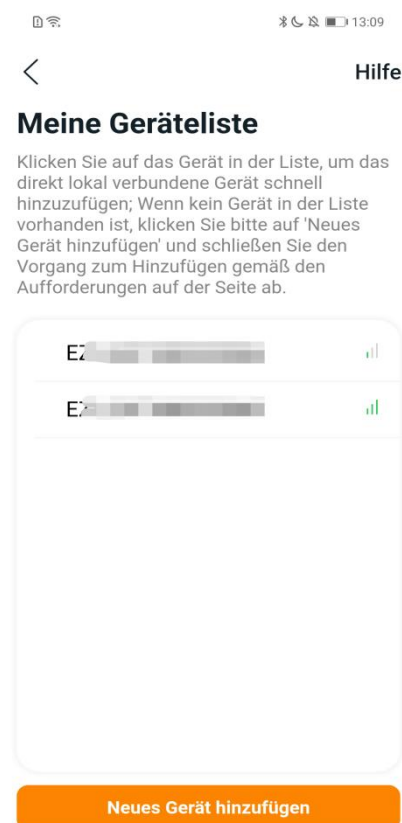 13:09
Hilfe
Meine Geräteliste
Klicken Sie auf das Gerät in der Liste, um das
direkt lokal verbundene Gerät schnell
hinzuzufügen; Wenn kein Gerät in der Liste
vorhanden ist, klicken Sie bitte auf 'Neues
Gerät hinzufügen' und schließen Sie den
Vorgang zum Hinzufügen gemäß den
Aufforderungen auf der Seite ab.
Neues Gerät hinzufügen